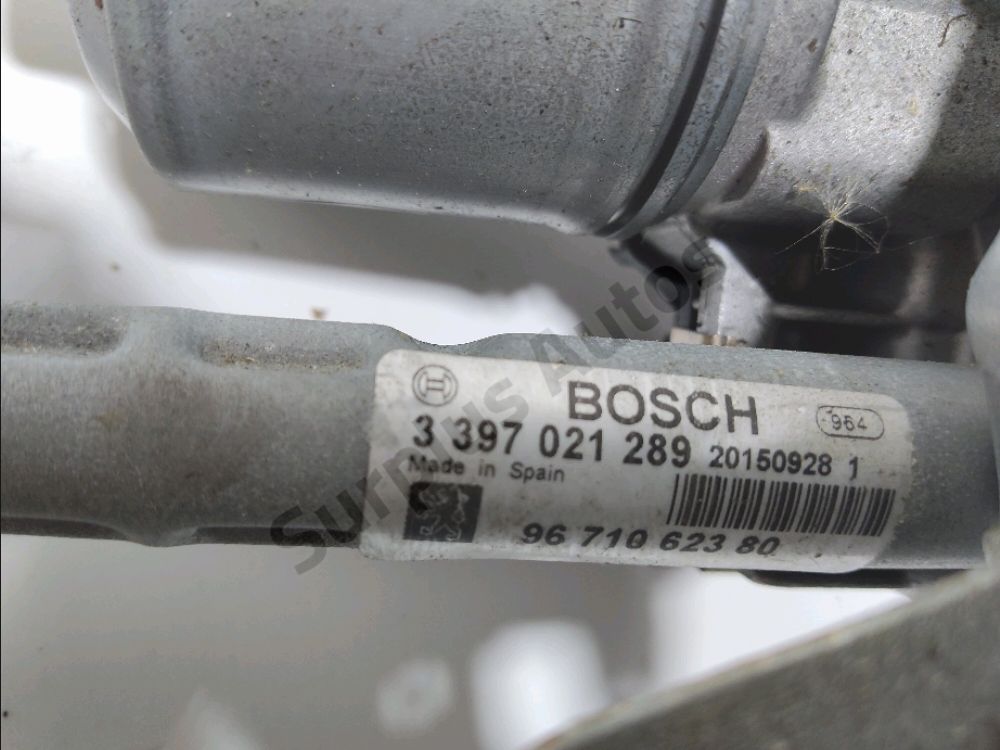 BOSCH
964
3 397 021 289 20150928 1
Made in Spain
96 710 623 80
Surplus Autos